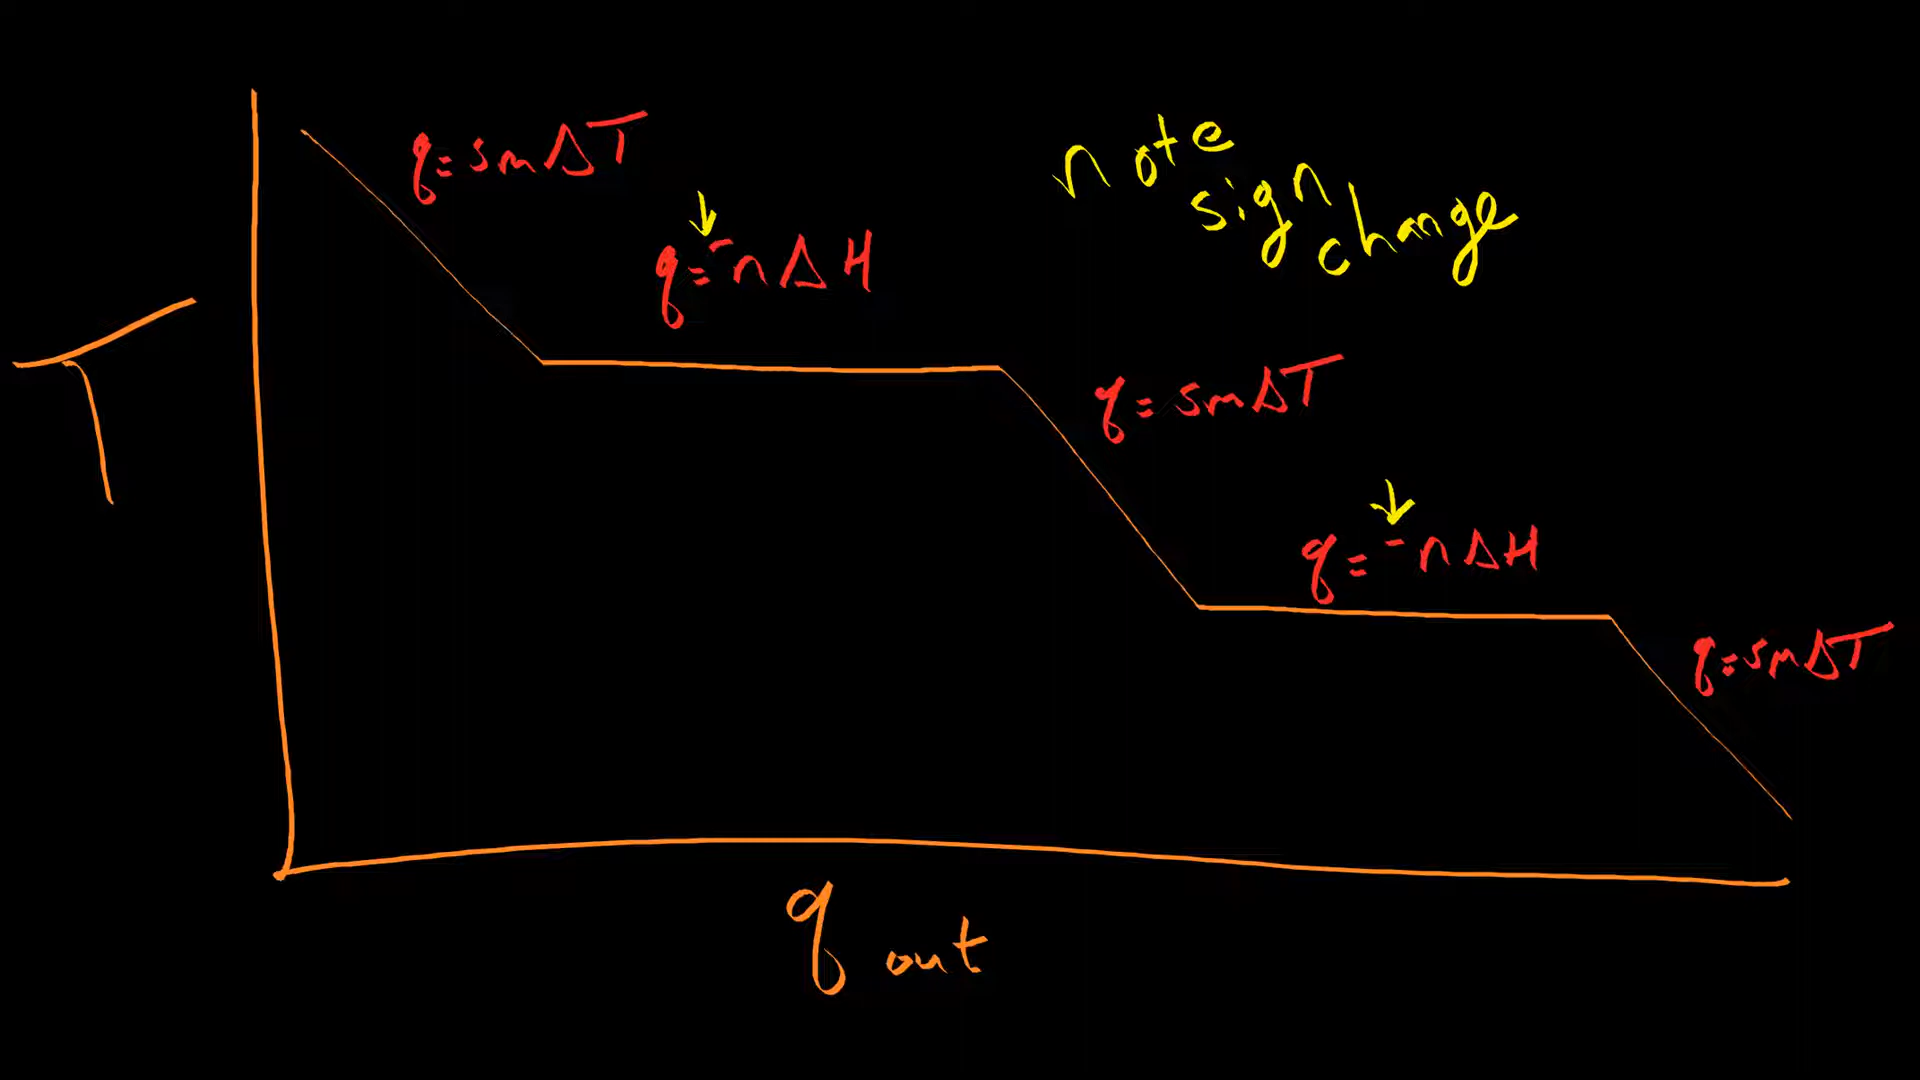 q=smΔT
note
sign
change
↓
q=-nΔH
T
q=smΔT
↓
q=-nΔH
q=smΔT
q out